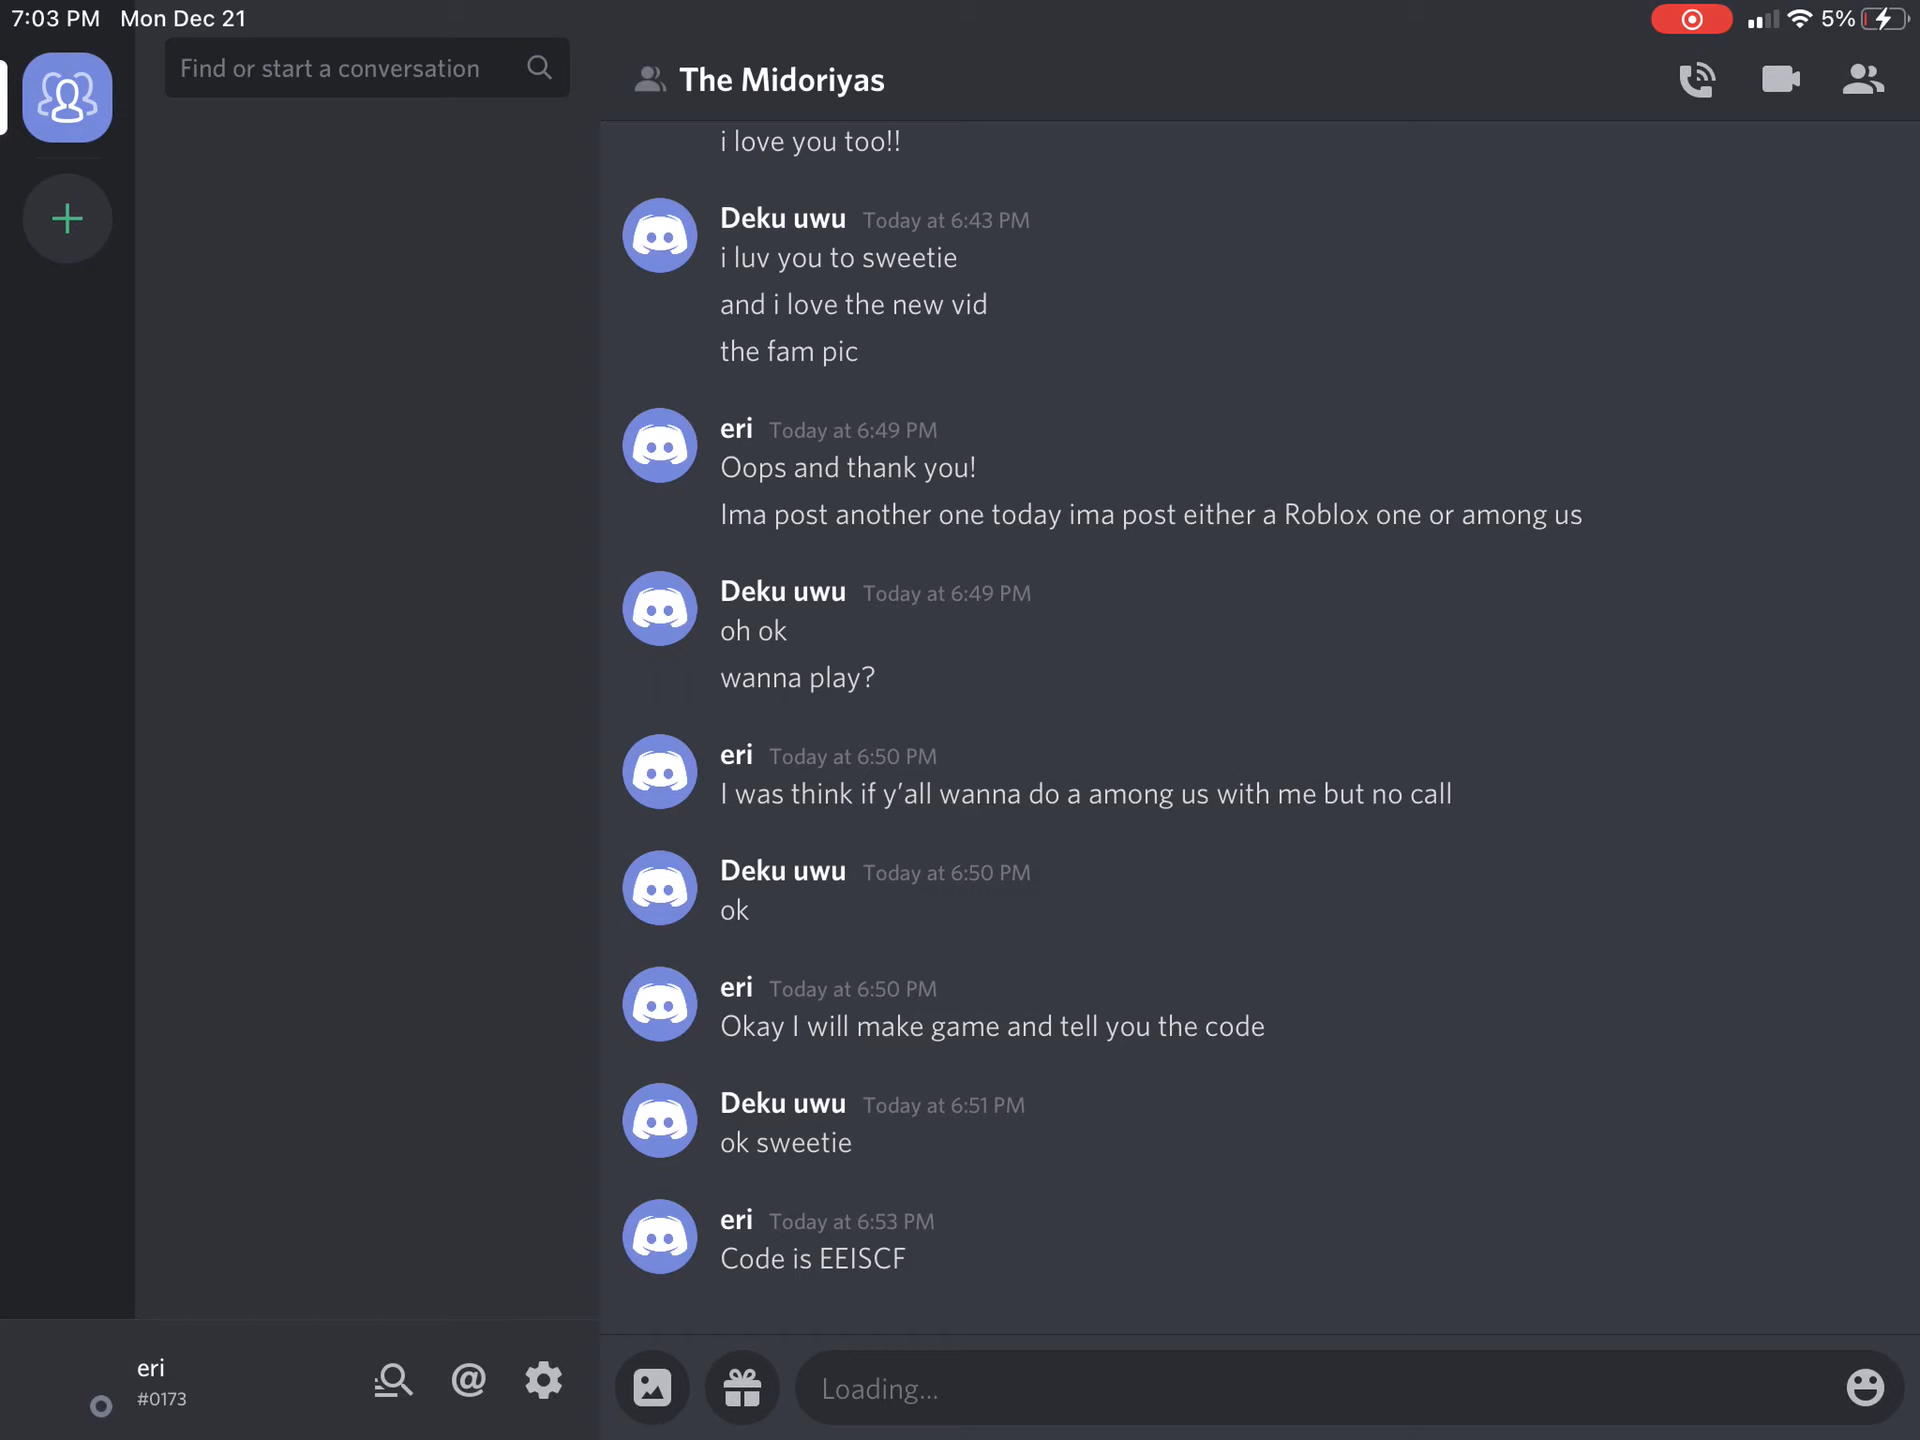 7:03 PM Mon Dec 21
5%
Find or start a conversation
The Midoriyas
i love you too!!
Deku uwu Today at 6:43 PM
i luv you to sweetie
and i love the new vid
the fam pic
eri Today at 6:49 PM
Oops and thank you!
Ima post another one today ima post either a Roblox one or among us
Deku uwu Today at 6:49 PM
oh ok
wanna play?
eri Today at 6:50 PM
I was think if y’all wanna do a among us with me but no call
Deku uwu Today at 6:50 PM
ok
eri Today at 6:50 PM
Okay I will make game and tell you the code
Deku uwu Today at 6:51 PM
ok sweetie
eri Today at 6:53 PM
Code is EEISCF
eri
#0173
Loading...